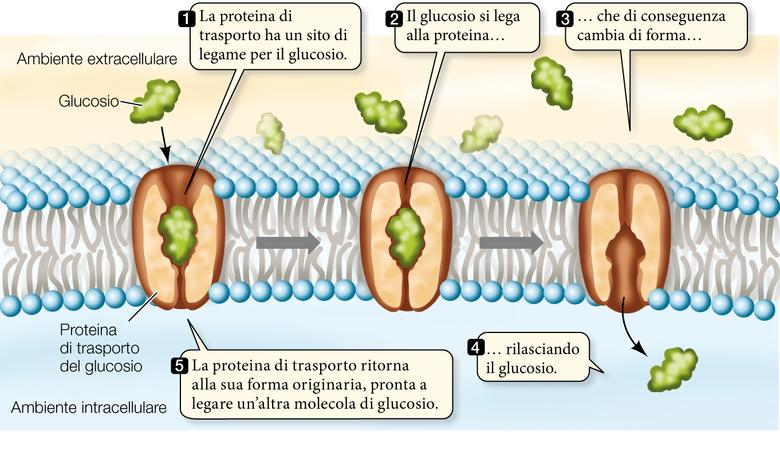 1 La proteina di
trasporto ha un sito di
legame per il glucosio.
2 Il glucosio si lega
alla proteina…
3 … che di conseguenza
cambia di forma…
Ambiente extracellulare
Glucosio
Proteina
di trasporto
del glucosio
4 … rilasciando
il glucosio.
5 La proteina di trasporto ritorna
alla sua forma originaria, pronta a
legare un'altra molecola di glucosio.
Ambiente intracellulare